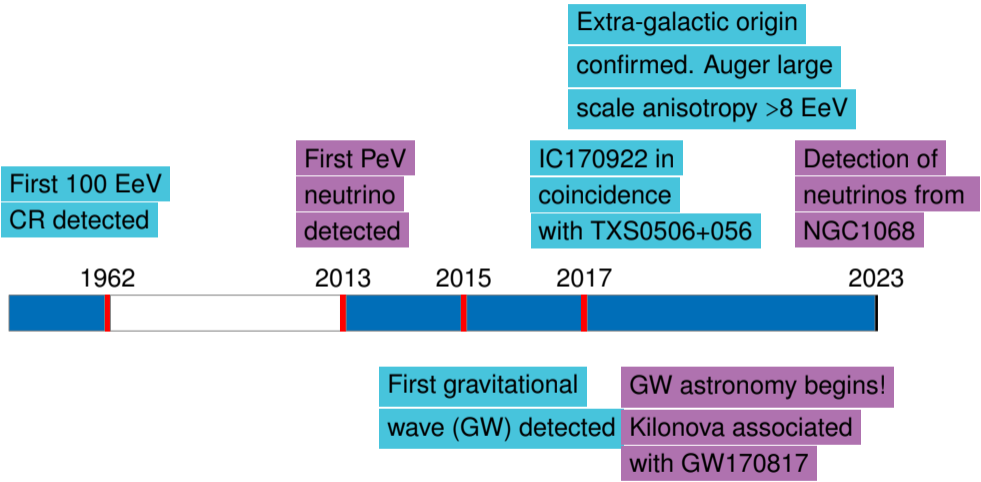 Extra-galactic origin
confirmed. Auger large
scale anisotropy >8 EeV
First 100 EeV
CR detected
First PeV
neutrino
detected
IC170922 in
coincidence
with TXS0506+056
Detection of
neutrinos from
NGC1068
1962
2013
2015
2017
2023
First gravitational
wave (GW) detected
GW astronomy begins!
Kilonova associated
with GW170817